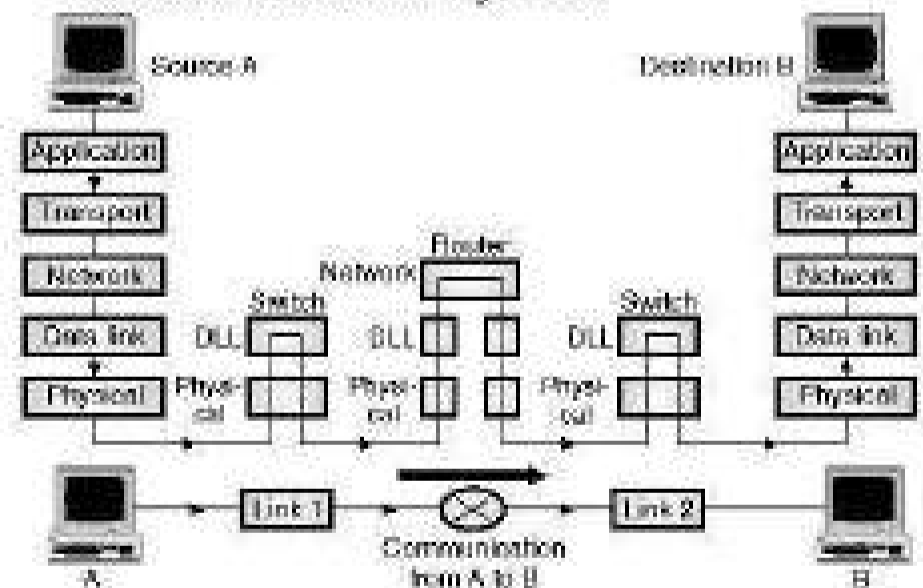 Source A
Destination B
Application
Application
Transport
Transport
Router
Network
Network
Network
Switch
Switch
Data link
DLL
DLL
DLL
Data link
Physical
Physi-
cal
Physi-
cal
Physi-
cal
Physical
Link 1
Link 2
Communication
from A to B
A
B